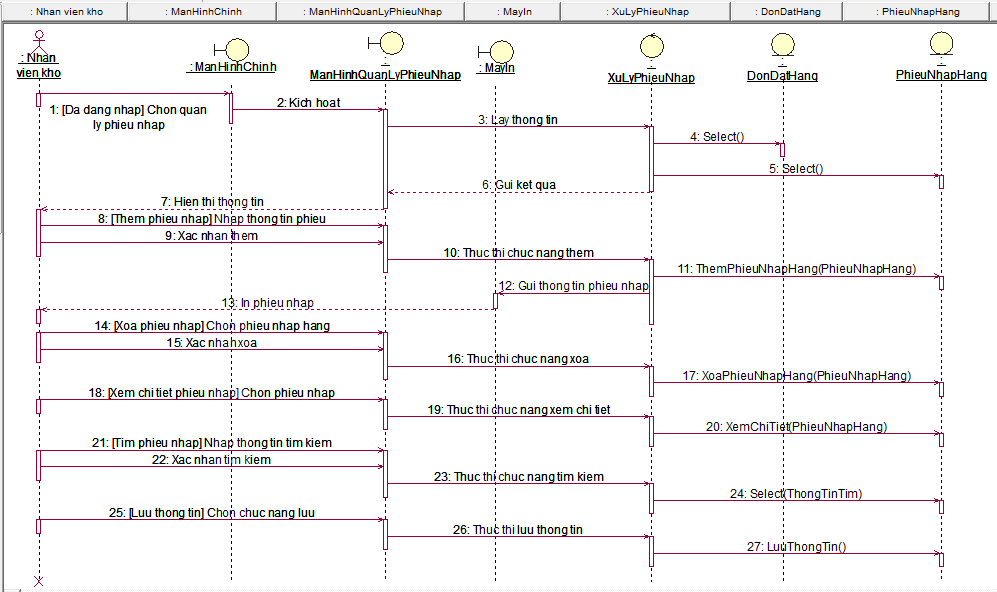 : Nhan vien kho
: ManHinhChinh
: ManHinhQuanLyPhieuNhap
: MayIn
: XuLyPhieuNhap
: DonDatHang
: PhieuNhapHang
: Nhan
vien kho
: ManHinhChinh
: ManHinhQuanLyPhieuNhap
: MayIn
:
XuLyPhieuNhap
:
DonDatHang
:
PhieuNhapHang
1: [Da dang nhap] Chon quan
ly phieu nhap
2: Kich hoat
3: Lay thong tin
4: Select()
5: Select()
6: Gui ket qua
7: Hien thi thong tin
8: [Them phieu nhap] Nhap thong tin phieu
9: Xac nhan them
10: Thuc thi chuc nang them
11: ThemPhieuNhapHang(PhieuNhapHang)
12: Gui thong tin phieu nhap
13: In phieu nhap
14: [Xoa phieu nhap] Chon phieu nhap hang
15: Xac nhan xoa
16: Thuc thi chuc nang xoa
17: XoaPhieuNhapHang(PhieuNhapHang)
18: [Xem chi tiet phieu nhap] Chon phieu nhap
19: Thuc thi chuc nang xem chi tiet
20: XemChiTiet(PhieuNhapHang)
21: [Tim phieu nhap] Nhap thong tin tim kiem
22: Xac nhan tim kiem
23: Thuc thi chuc nang tim kiem
24: Select(ThongTinTim)
25: [Luu thong tin] Chon chuc nang luu
26: Thuc thi luu thong tin
27: LuuThongTin()